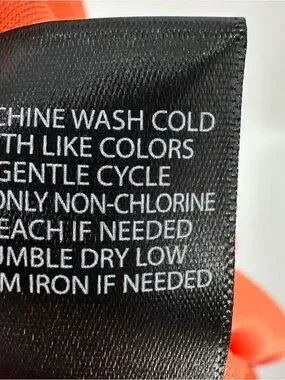 CHINE WASH COLD
TH LIKE COLORS
GENTLE CYCLE
ONLY NON-CHLORINE
EACH IF NEEDED
UMBLE DRY LOW
M IRON IF NEEDED